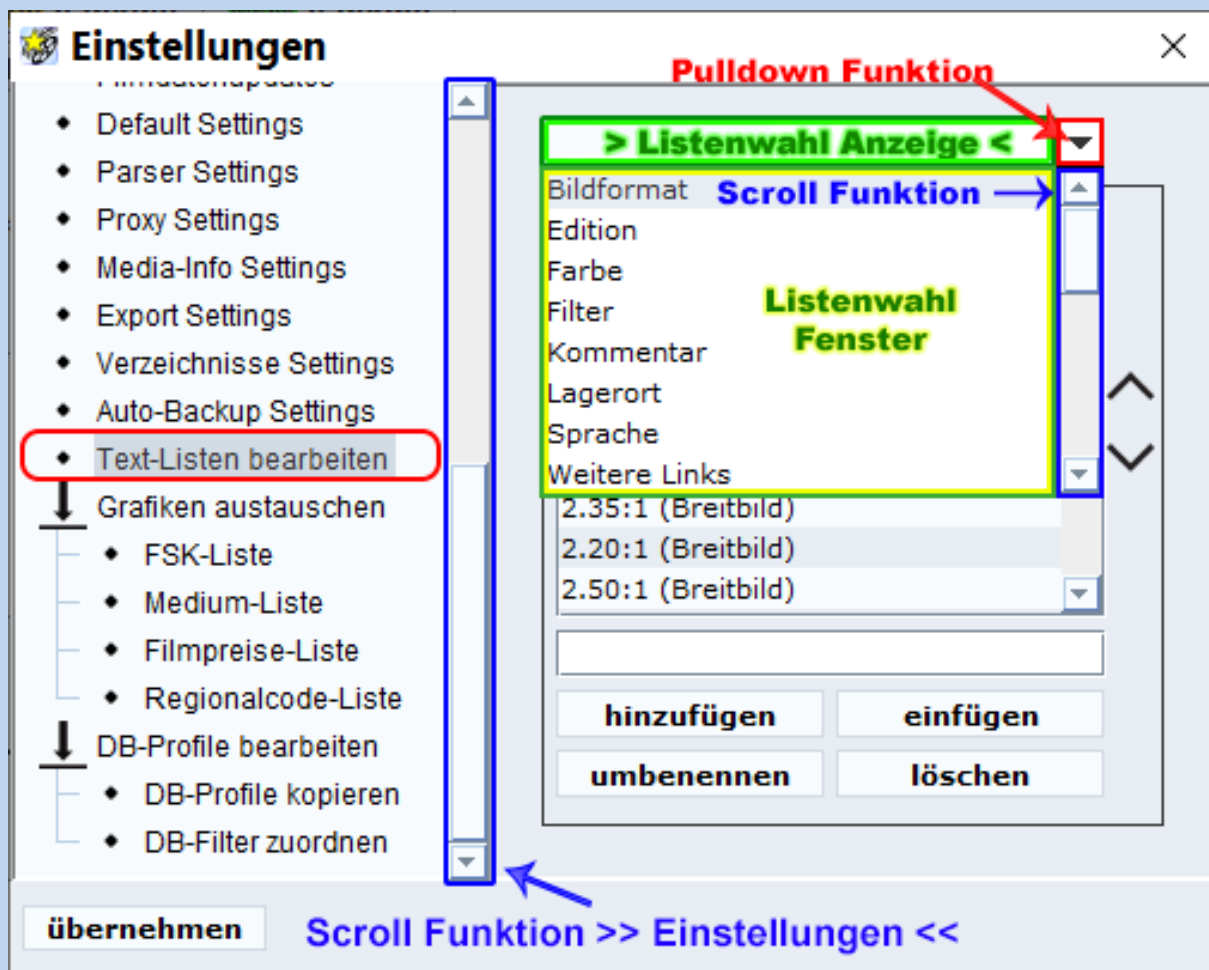 Einstellungen
Default Settings
Parser Settings
Proxy Settings
Media-Info Settings
Export Settings
Verzeichnisse Settings
Auto-Backup Settings
Text-Listen bearbeiten
Grafiken austauschen
FSK-Liste
Medium-Liste
Filmpreise-Liste
Regionalcode-Liste
DB-Profile bearbeiten
DB-Profile kopieren
DB-Filter zuordnen
Pulldown Funktion
> Listenwahl Anzeige <
Bildformat
Scroll Funktion
Edition
Farbe
Filter
Kommentar
Lagerort
Sprache
Weitere Links
Listenwahl
Fenster
2.35:1 (Breitbild)
2.20:1 (Breitbild)
2.50:1 (Breitbild)
hinzufügen
einfügen
umbenennen
löschen
übernehmen
Scroll Funktion >> Einstellungen <<